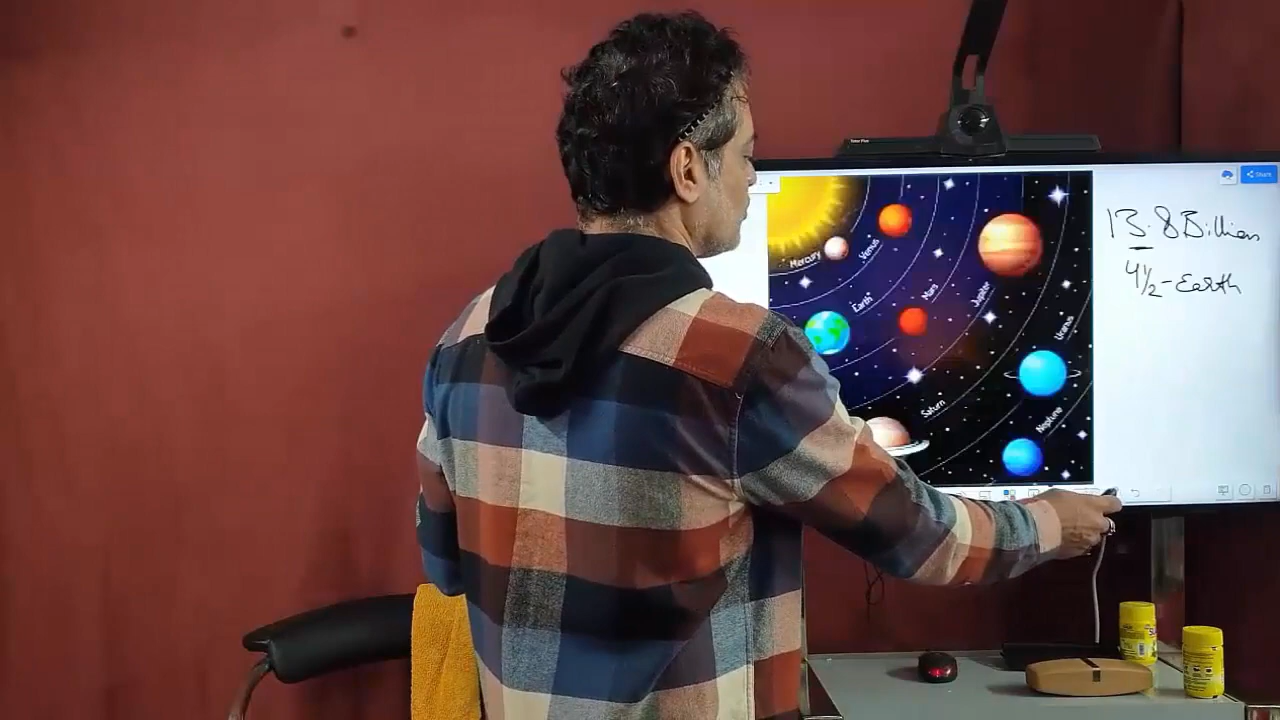 Share
13.8 Billion
4½ - Earth
Mercury
Venus
Earth
Mars
Jupiter
Saturn
Uranus
Neptune